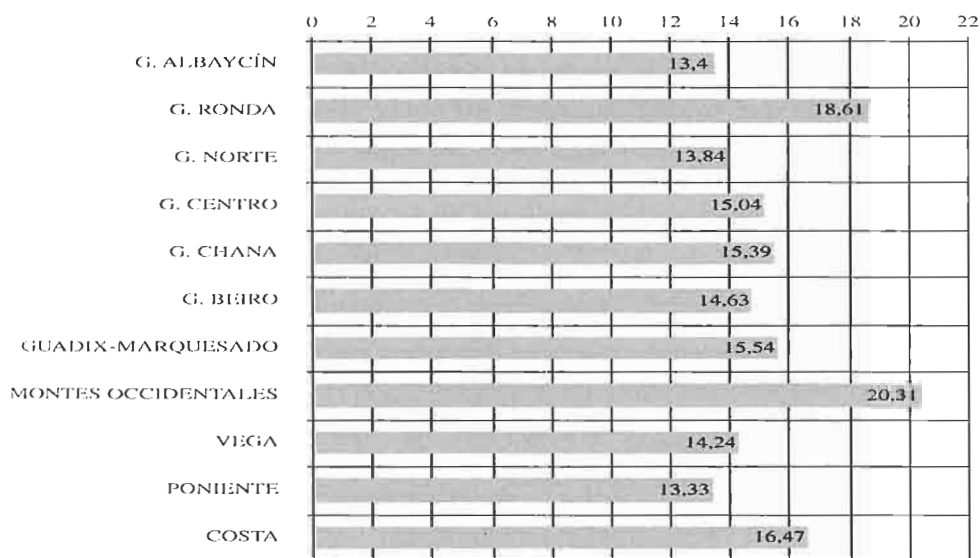 0 2 4 6 8 10 12 14 16 18 20 22
G. ALBAYCÍN 13,4
G. RONDA 18,61
G. NORTE 13,84
G. CENTRO 15,04
G. CHANA 15,39
G. BEIRO 14,63
GUADIX-MARQUESADO 15,54
MONTES OCCIDENTALES 20,31
VEGA 14,24
PONIENTE 13,33
COSTA 16,47